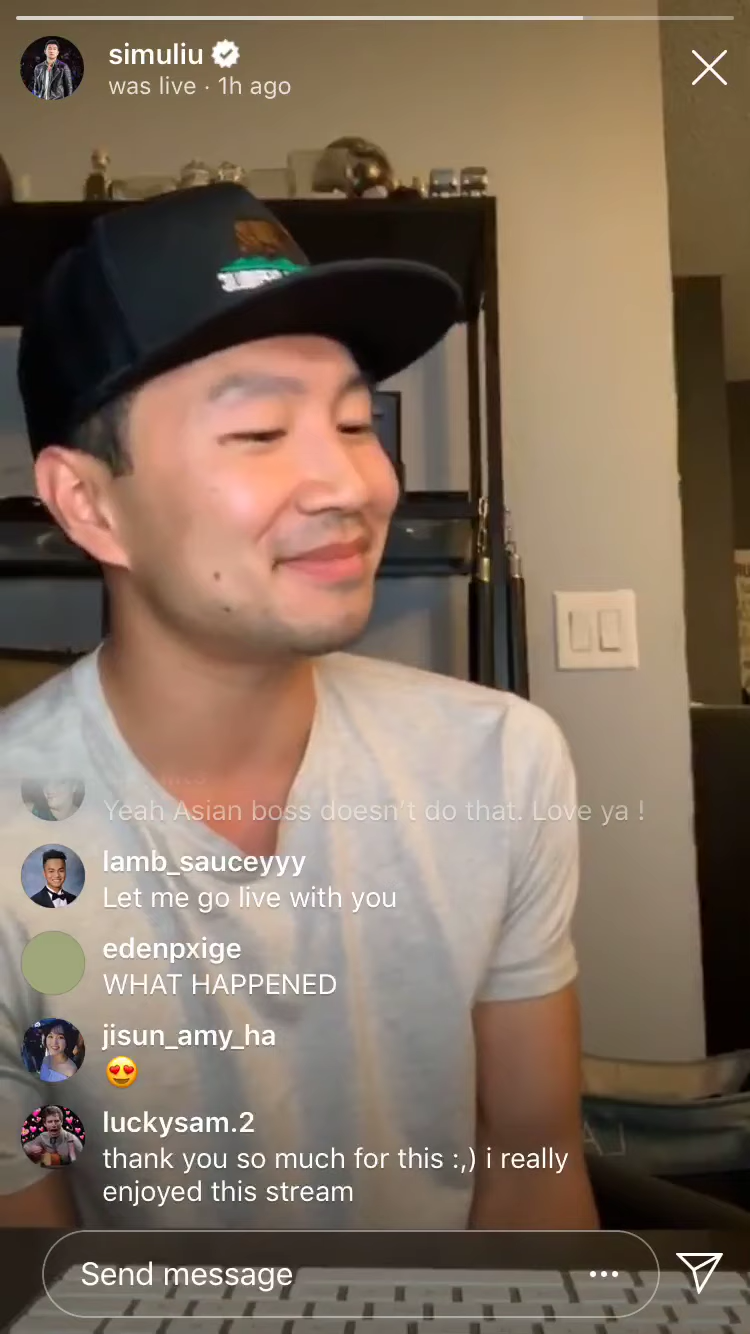 simuliu
was live · 1h ago
Yeah Asian boss doesn't do that. Love ya !
lamb_sauceyyy
Let me go live with you
edenpxige
WHAT HAPPENED
jisun_amy_ha
😍
luckysam.2
thank you so much for this :,) i really
enjoyed this stream
Send message